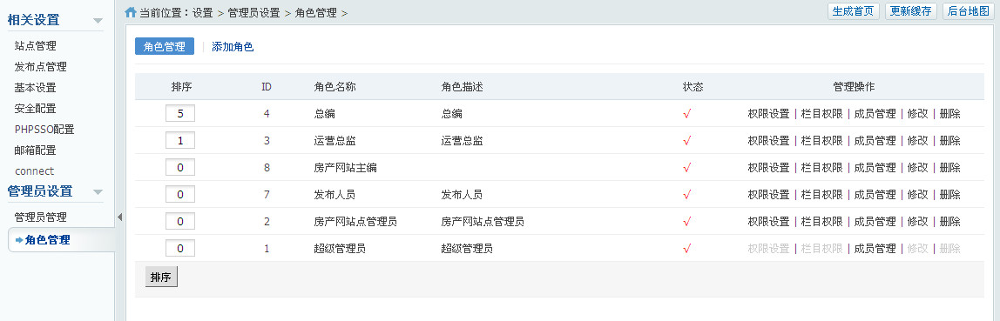 相关设置
站点管理
发布点管理
基本设置
安全配置
PHPSSO配置
邮箱配置
connect
管理员设置
管理员管理
角色管理
当前位置：设置 > 管理员设置 > 角色管理 >
生成首页 更新缓存 后台地图
角色管理 | 添加角色
排序 ID 角色名称 角色描述 状态 管理操作
5 4 总编 总编 √ 权限设置 | 栏目权限 | 成员管理 | 修改 | 删除
1 3 运营总监 运营总监 √ 权限设置 | 栏目权限 | 成员管理 | 修改 | 删除
0 8 房产网站主编 √ 权限设置 | 栏目权限 | 成员管理 | 修改 | 删除
0 7 发布人员 发布人员 √ 权限设置 | 栏目权限 | 成员管理 | 修改 | 删除
0 2 房产网站点管理员 房产网站点管理员 √ 权限设置 | 栏目权限 | 成员管理 | 修改 | 删除
0 1 超级管理员 超级管理员 √ 权限设置 | 栏目权限 | 成员管理 | 修改 | 删除
排序